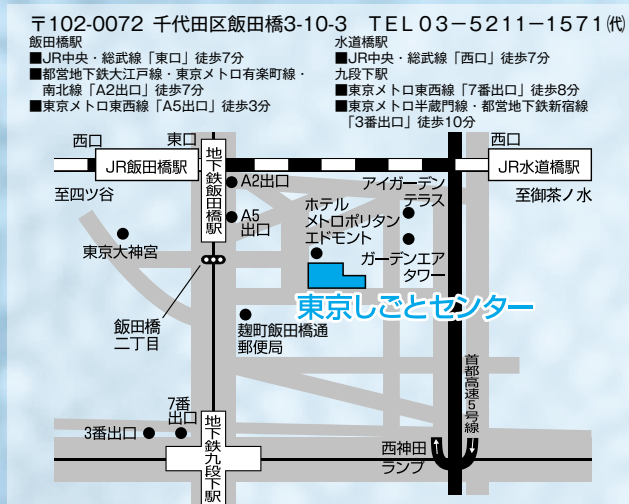 〒102-0072 千代田区飯田橋3-10-3 TEL 03−5211−1571㈹
飯田橋駅
■JR中央・総武線「東口」徒歩7分
■都営地下鉄大江戸線・東京メトロ有楽町線・
南北線「A2出口」徒歩7分
■東京メトロ東西線「A5出口」徒歩3分
水道橋駅
■JR中央・総武線「西口」徒歩7分
九段下駅
■東京メトロ東西線「7番出口」徒歩8分
■東京メトロ半蔵門線・都営地下鉄新宿線
「3番出口」徒歩10分
西口
東口
西口
JR飯田橋駅
地下鉄飯田橋駅
JR水道橋駅
至四ツ谷
A2出口
アイガーデン
テラス
至御茶ノ水
A5
出口
ホテル
メトロポリタン
エドモント
東京大神宮
ガーデンエア
タワー
東京しごとセンター
飯田橋
二丁目
麹町飯田橋通
郵便局
首都高速5号線
7番
出口
3番出口
地下鉄九段下駅
西神田
ランプ